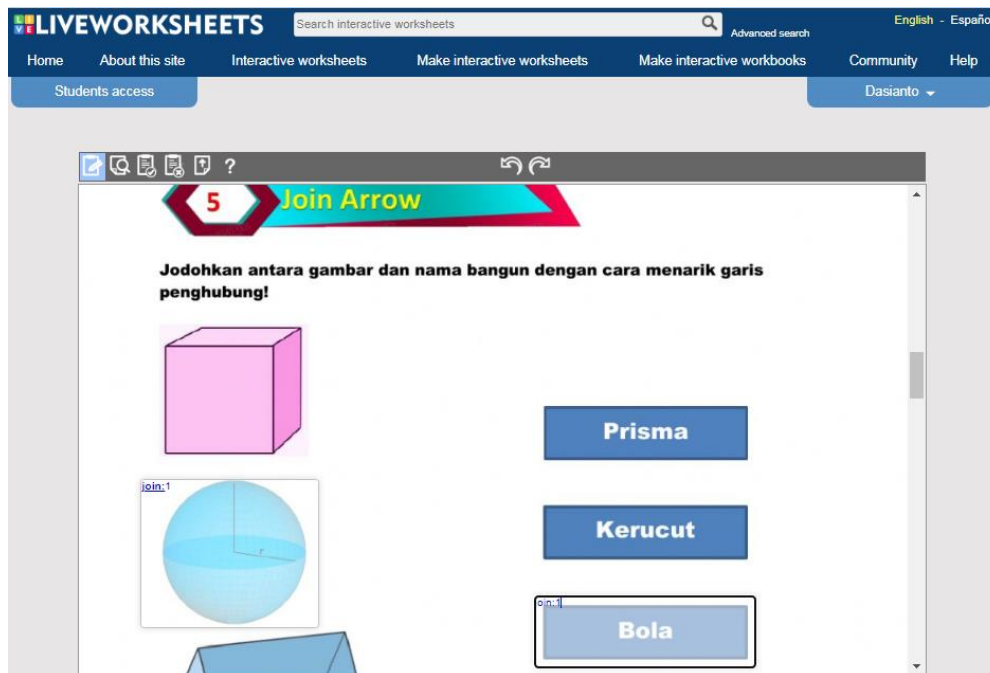 LIVE LIVEWORKSHEETS
Search interactive worksheets
Advanced search
English - Españo
Home About this site Interactive worksheets Make interactive worksheets Make interactive workbooks Community Help
Students access
Dasianto
?
5 Join Arrow
Jodohkan antara gambar dan nama bangun dengan cara menarik garis
penghubung!
Prisma
join:1
r
Kerucut
oin:1
Bola